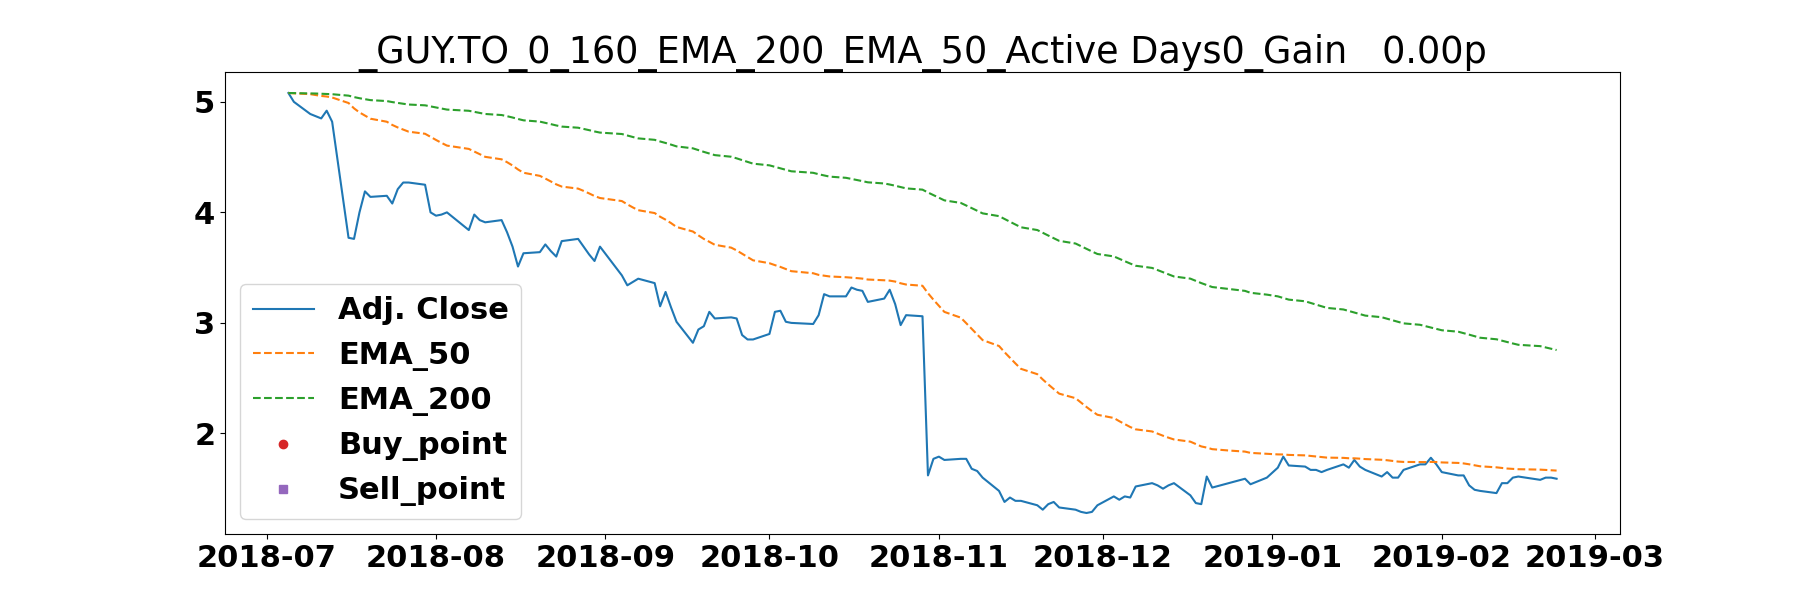 _GUY.TO_0_160_EMA_200_EMA_50_Active Days0_Gain   0.00p
5
4
3
2
Adj. Close
EMA_50
EMA_200
Buy_point
Sell_point
2018-07 2018-08 2018-09 2018-10 2018-11 2018-12 2019-01 2019-02 2019-03